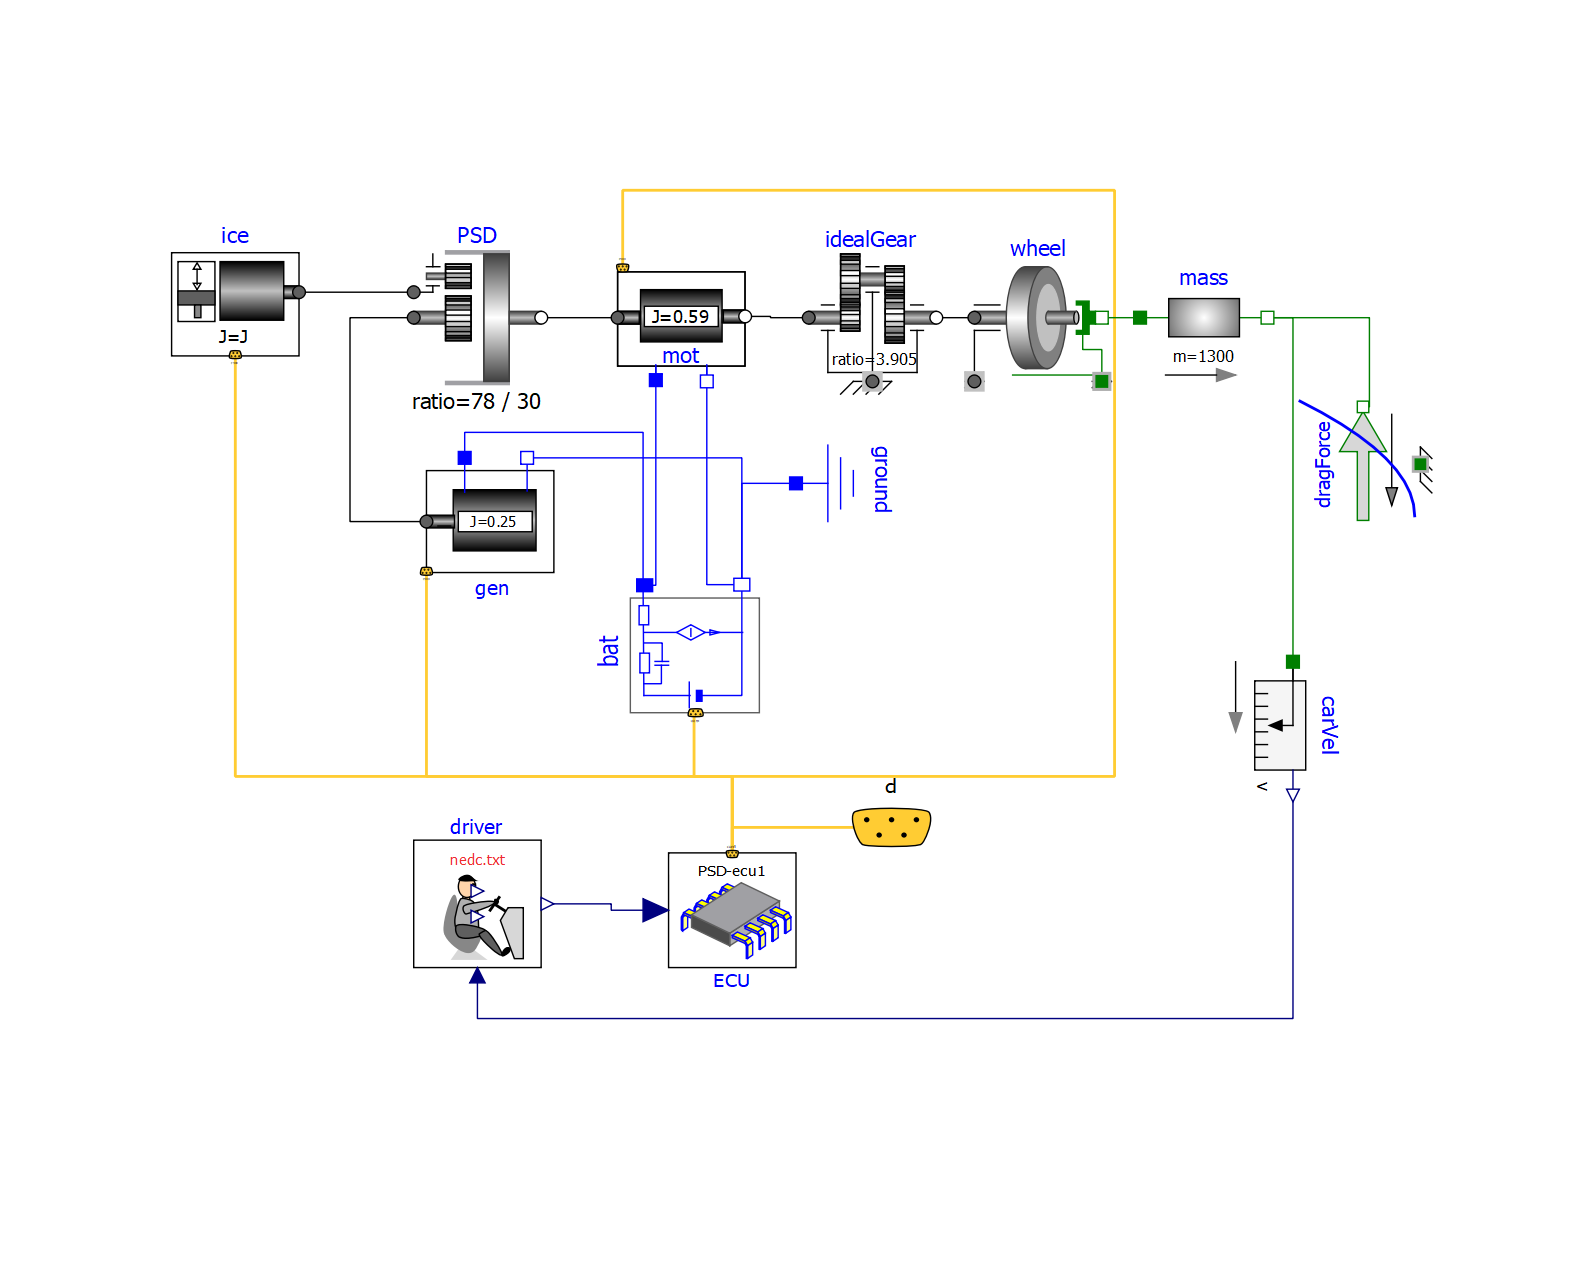 ice
J=J
PSD
ratio=78 / 30
J=0.59
mot
idealGear
ratio=3.905
wheel
mass
m=1300
dragForce
ground
J=0.25
gen
bat
I
carVel
v
d
driver
nedc.txt
PSD-ecu1
ECU